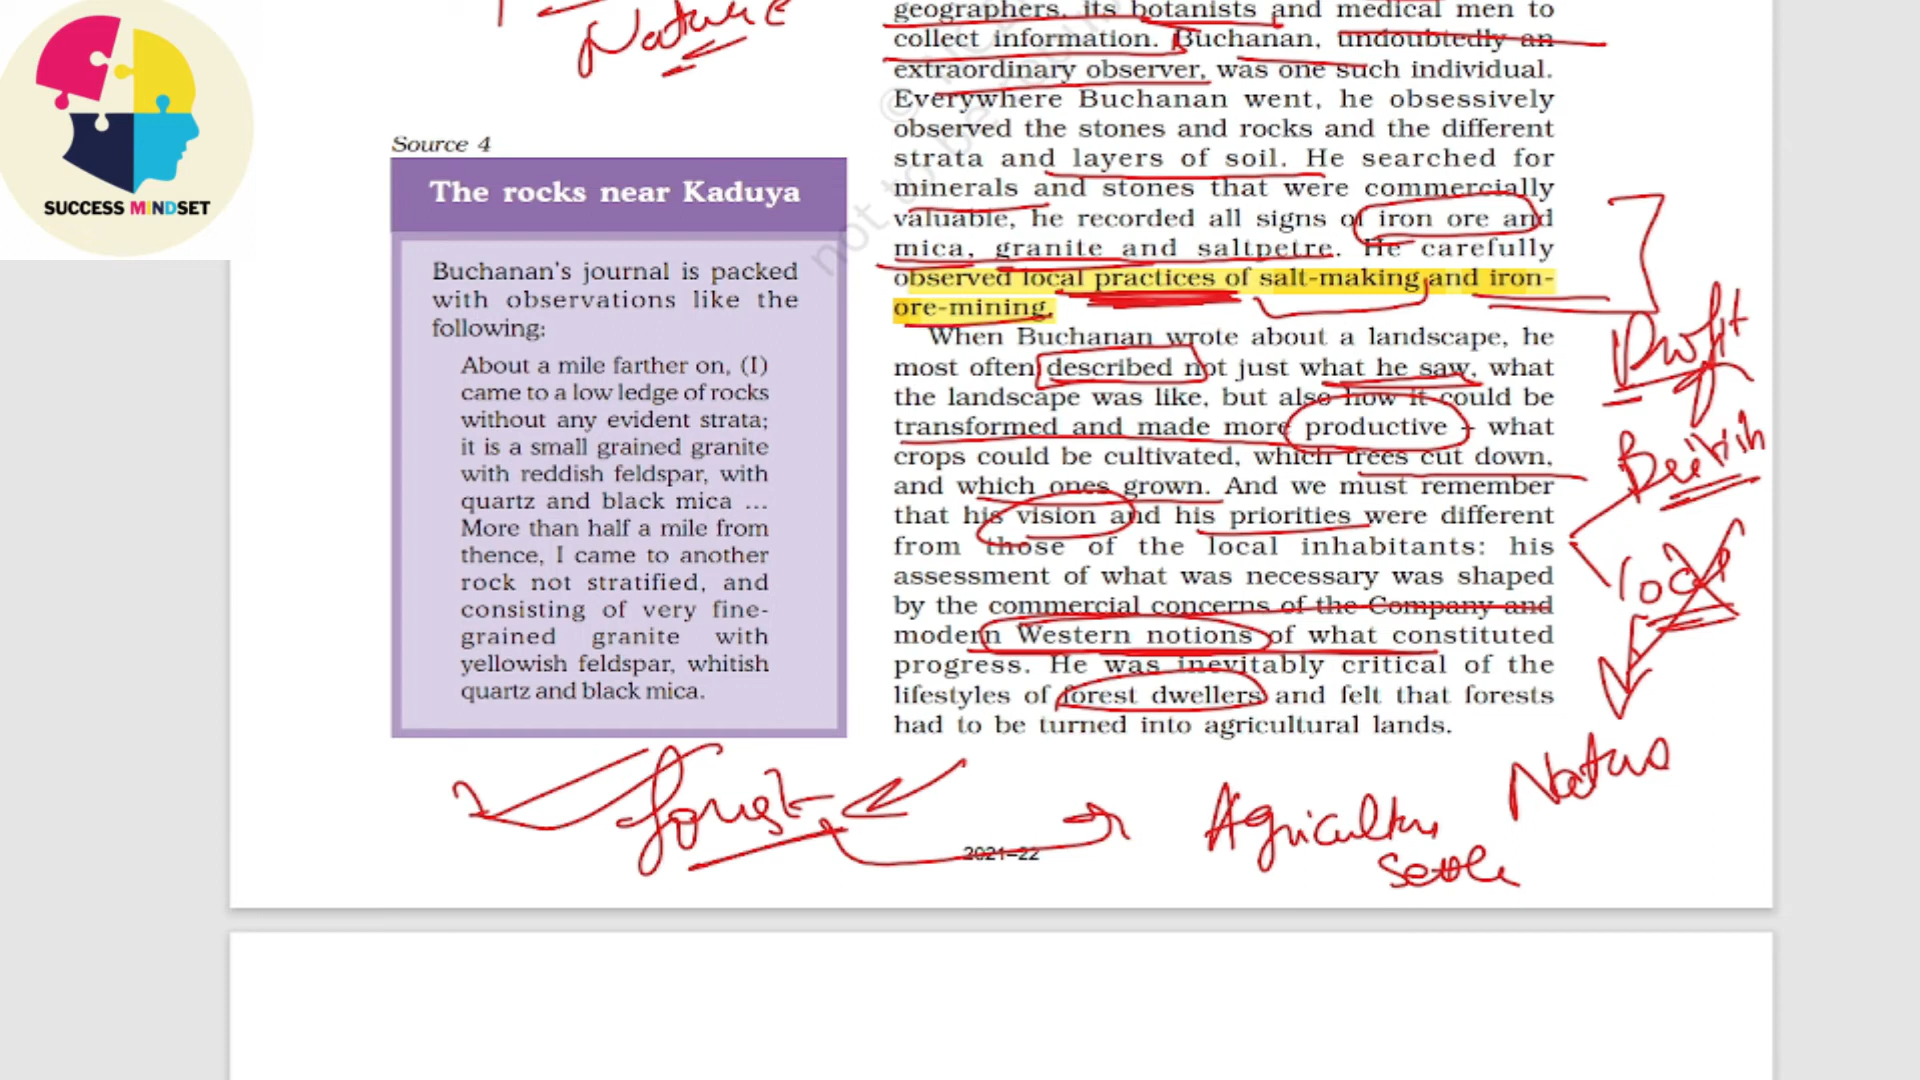 SUCCESS MINDSET
Nature
Source 4
The rocks near Kaduya
Buchanan's journal is packed
with observations like the
following:
About a mile farther on, (I)
came to a low ledge of rocks
without any evident strata;
it is a small grained granite
with reddish feldspar, with
quartz and black mica ...
More than half a mile from
thence, I came to another
rock not stratified, and
consisting of very fine-
grained granite with
yellowish feldspar, whitish
quartz and black mica.
geographers, its botanists and medical men to
collect information. Buchanan, undoubtedly an
extraordinary observer, was one such individual.
Everywhere Buchanan went, he obsessively
observed the stones and rocks and the different
strata and layers of soil. He searched for
minerals and stones that were commercially
valuable, he recorded all signs of iron ore and
mica, granite and saltpetre. He carefully
observed local practices of salt-making and iron-
ore-mining.
When Buchanan wrote about a landscape, he
most often described not just what he saw, what
the landscape was like, but also how it could be
transformed and made more productive – what
crops could be cultivated, which trees cut down,
and which ones grown. And we must remember
that his vision and his priorities were different
from those of the local inhabitants: his
assessment of what was necessary was shaped
by the commercial concerns of the Company and
modern Western notions of what constituted
progress. He was inevitably critical of the
lifestyles of forest dwellers and felt that forests
had to be turned into agricultural lands.
Profit
British
local
forest
Agriculture
Settle
2021–22